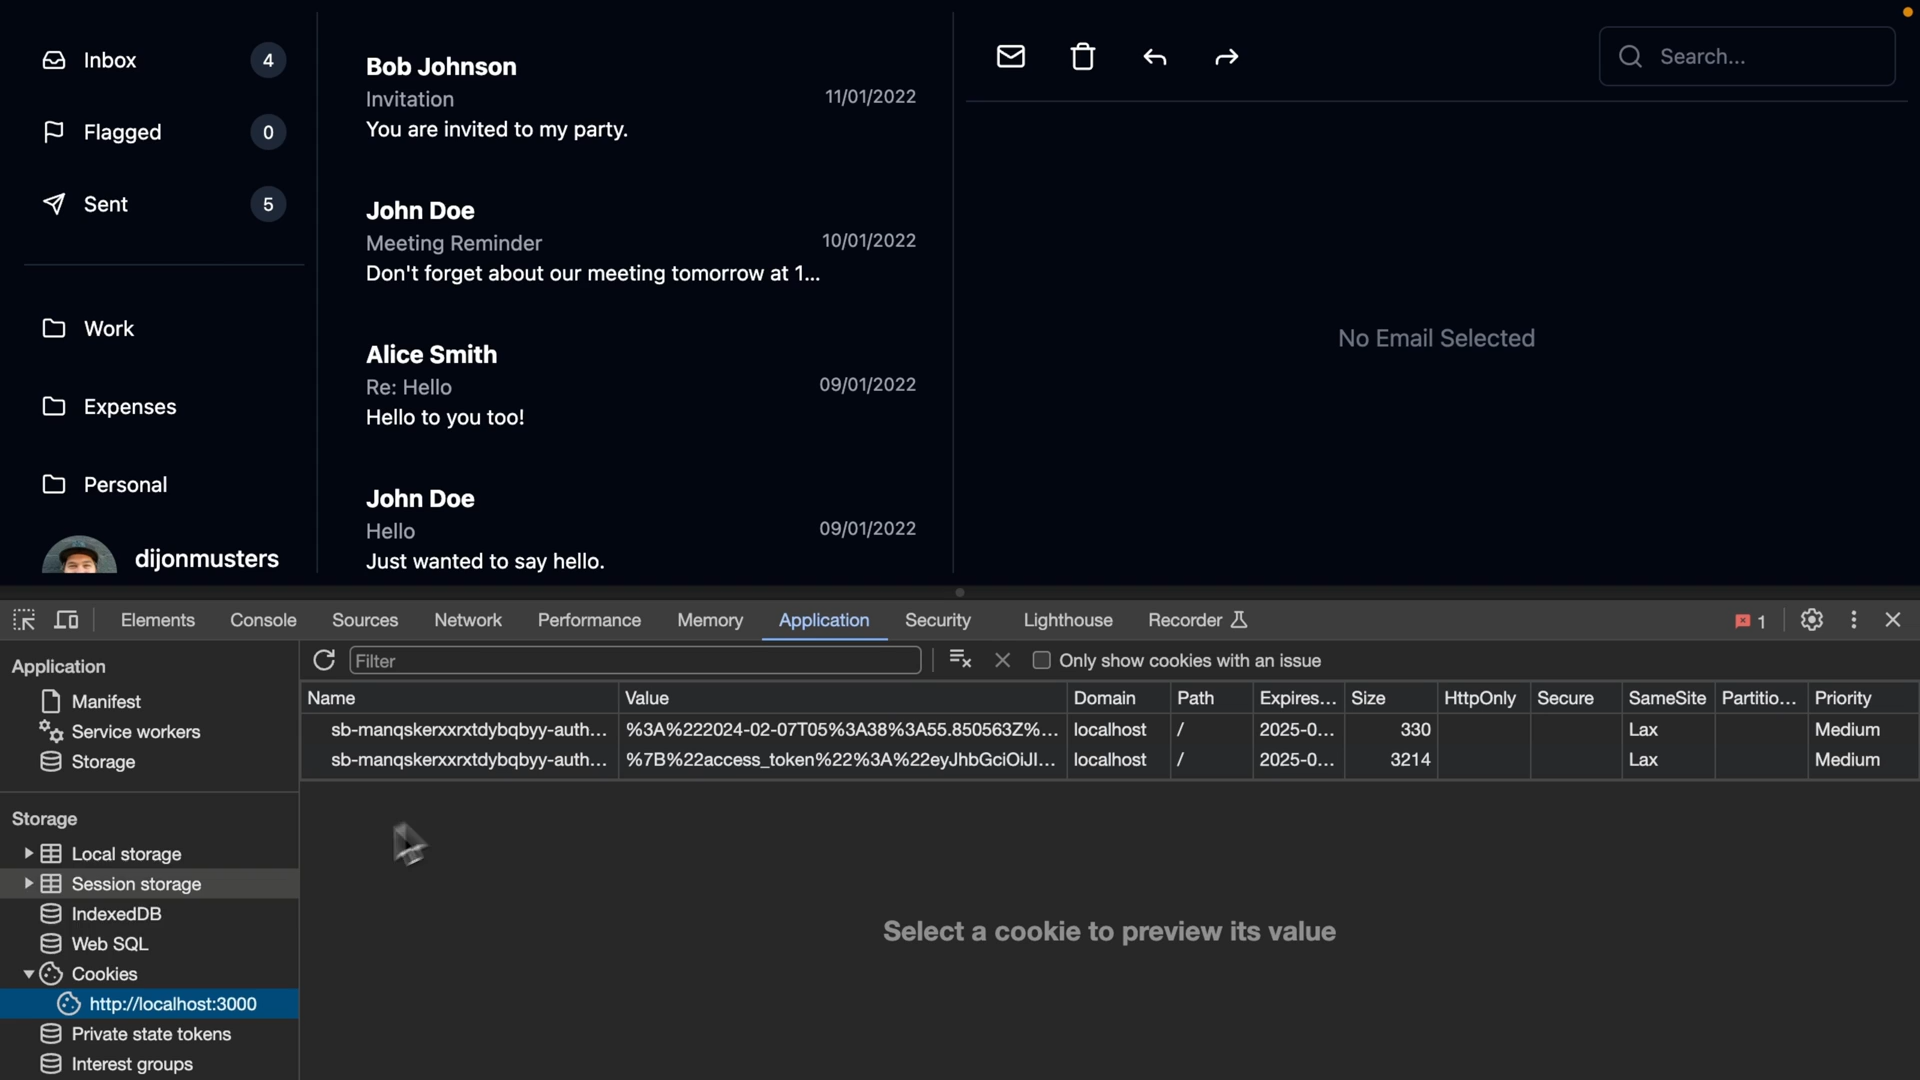 Inbox 4
Flagged 0
Sent 5
Work
Expenses
Personal
dijonmusters
Bob Johnson
Invitation 11/01/2022
You are invited to my party.
John Doe
Meeting Reminder 10/01/2022
Don't forget about our meeting tomorrow at 1...
Alice Smith
Re: Hello 09/01/2022
Hello to you too!
John Doe
Hello 09/01/2022
Just wanted to say hello.
Search...
No Email Selected
Elements Console Sources Network Performance Memory Application Security Lighthouse Recorder 1
Application
Manifest
Service workers
Storage
Storage
Local storage
Session storage
IndexedDB
Web SQL
Cookies
http://localhost:3000
Private state tokens
Interest groups
Filter Only show cookies with an issue
Name Value Domain Path Expires... Size HttpOnly Secure SameSite Partitio... Priority
sb-manqskerxxrxtdybqbyy-auth... %3A%222024-02-07T05%3A38%3A55.850563Z%... localhost / 2025-0... 330 Lax Medium
sb-manqskerxxrxtdybqbyy-auth... %7B%22access_token%22%3A%22eyJhbGciOiJI... localhost / 2025-0... 3214 Lax Medium
Select a cookie to preview its value